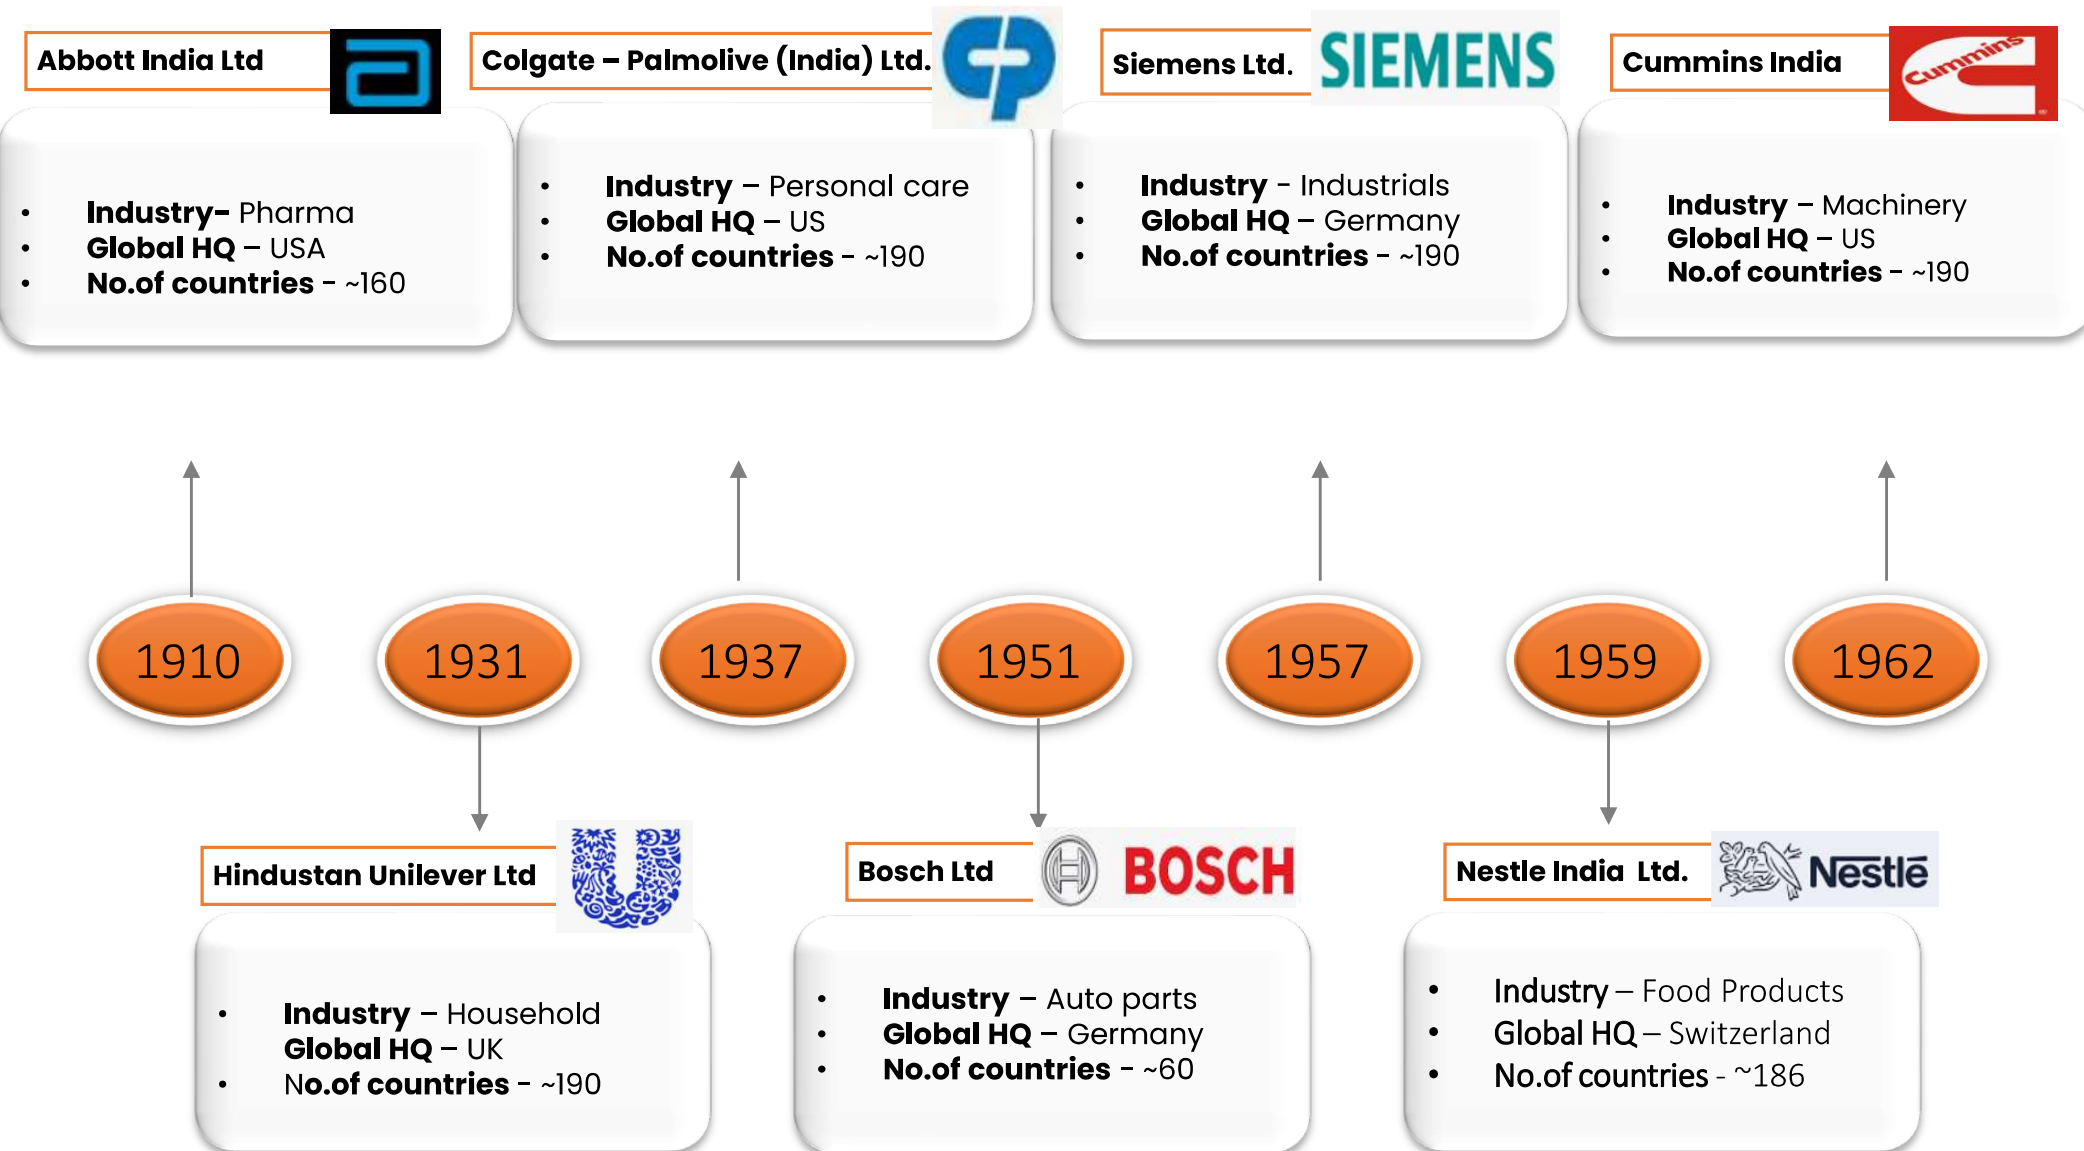 Abbott India Ltd
Colgate – Palmolive (India) Ltd.
Siemens Ltd.
SIEMENS
Cummins India
Cummins
Industry- Pharma
Global HQ – USA
No.of countries - ~160
Industry – Personal care
Global HQ – US
No.of countries - ~190
Industry - Industrials
Global HQ – Germany
No.of countries - ~190
Industry – Machinery
Global HQ – US
No.of countries - ~190
1910
1931
1937
1951
1957
1959
1962
Hindustan Unilever Ltd
Bosch Ltd
BOSCH
Nestle India Ltd.
Nestlé
Industry – Household
Global HQ – UK
No.of countries - ~190
Industry – Auto parts
Global HQ – Germany
No.of countries - ~60
Industry – Food Products
Global HQ – Switzerland
No.of countries - ~186